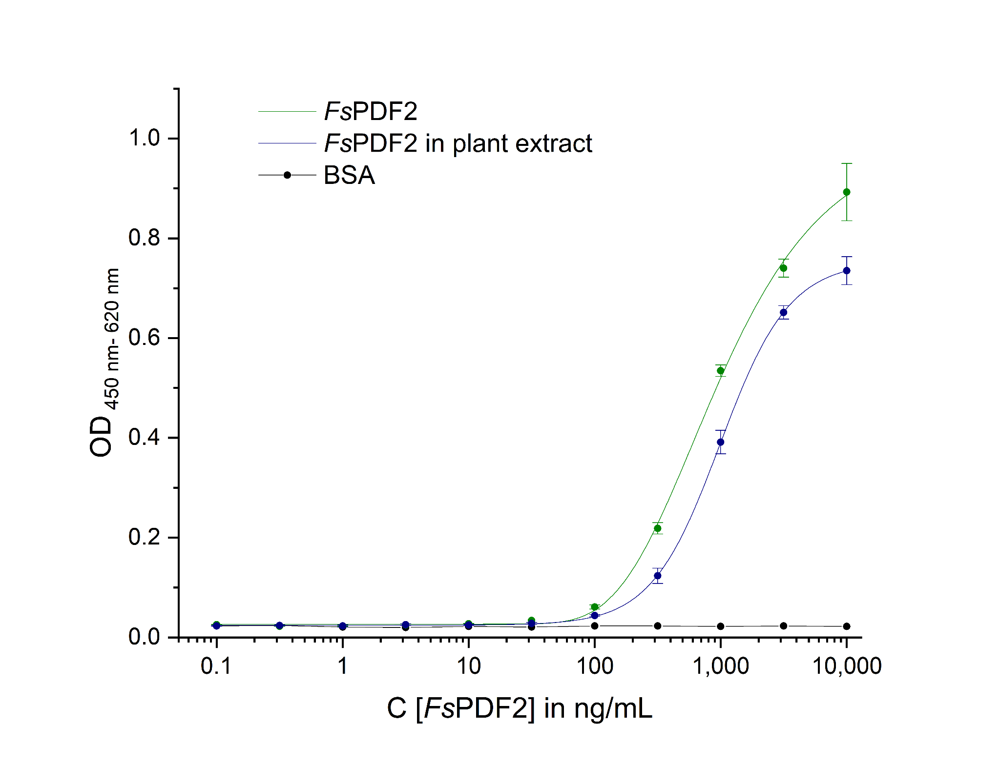 FsPDF2
FsPDF2 in plant extract
BSA
1.0
0.8
0.6
0.4
0.2
0.0
OD 450 nm- 620 nm
0.1 1 10 100 1,000 10,000
C [FsPDF2] in ng/mL